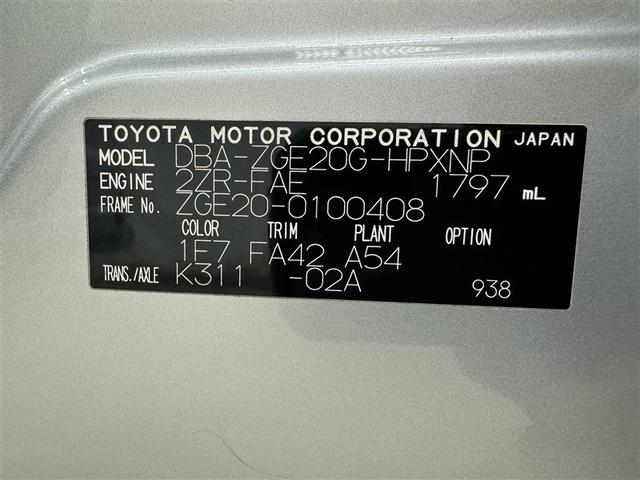 TOYOTA MOTOR CORPORATION JAPAN
MODEL DBA-ZGE20G-HPXNP
ENGINE 2ZR-FAE 1797 mL
FRAME No. ZGE20-0100408
COLOR TRIM PLANT OPTION
1E7 FA42 A54
TRANS./AXLE K311 -02A
938